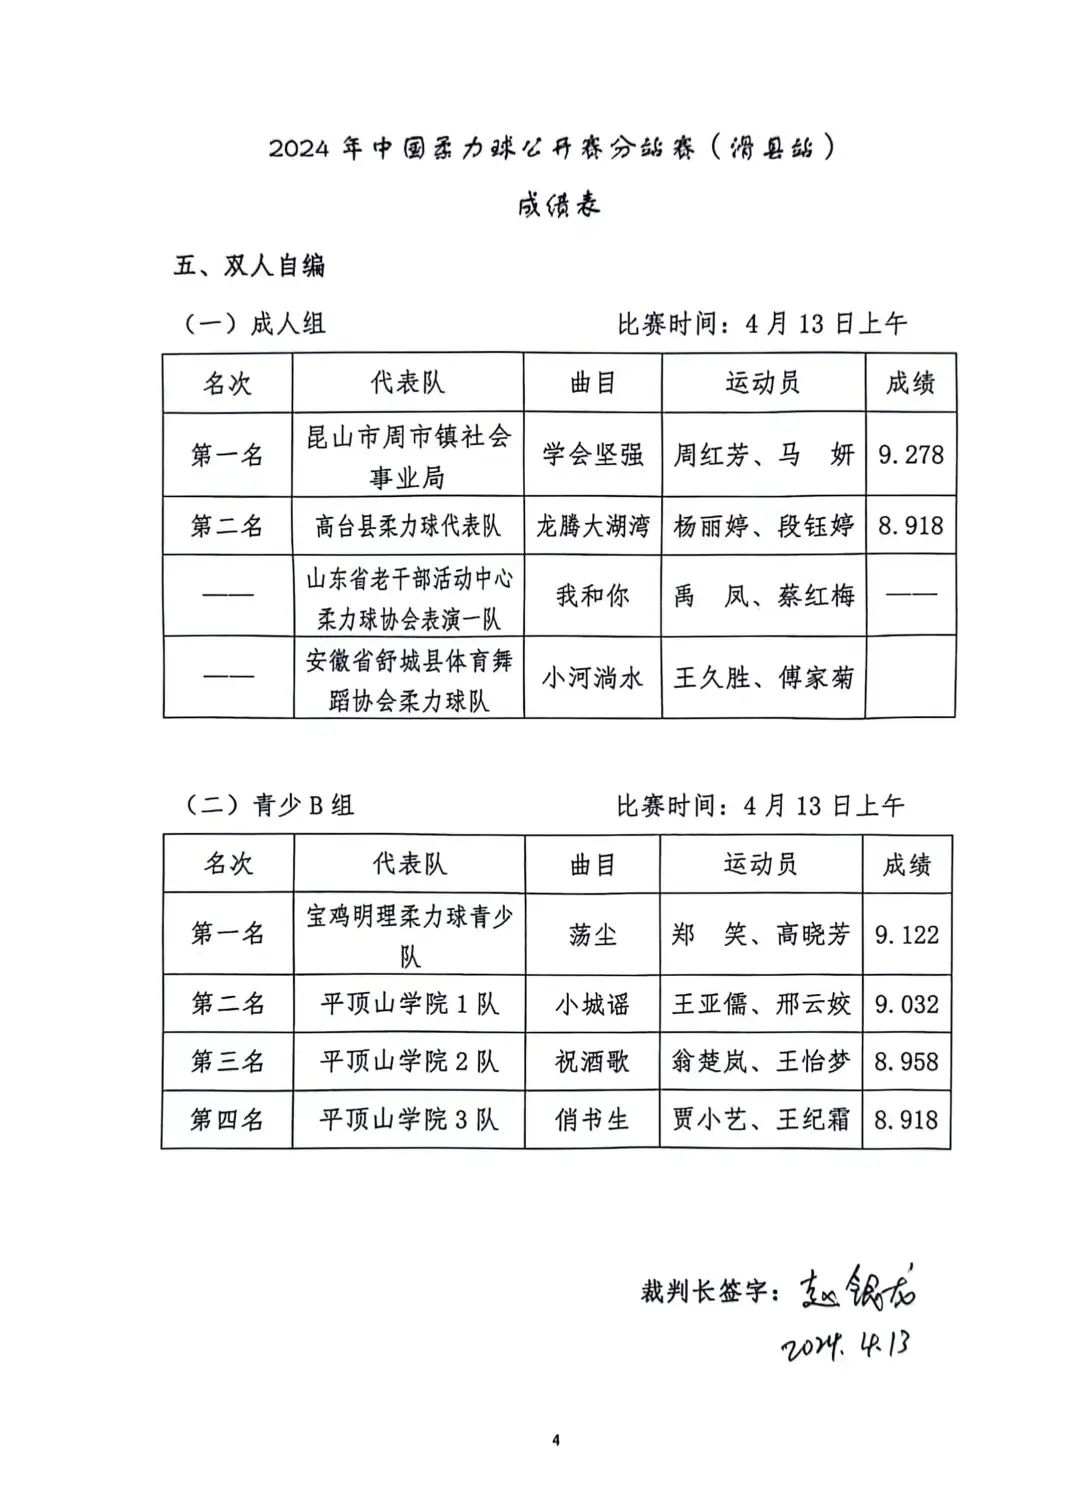 2024年中国柔力球公开赛分站赛（滑县站）
成绩表
五、双人自编
（一）成人组 比赛时间：4月13日上午
名次 代表队 曲目 运动员 成绩
第一名 昆山市周市镇社会事业局 学会坚强 周红芳、马 妍 9.278
第二名 高台县柔力球代表队 龙腾大湖湾 杨丽婷、段钰婷 8.918
—— 山东省老干部活动中心柔力球协会表演一队 我和你 禹 凤、蔡红梅 ——
—— 安徽省舒城县体育舞蹈协会柔力球队 小河淌水 王久胜、傅家菊
（二）青少B组 比赛时间：4月13日上午
名次 代表队 曲目 运动员 成绩
第一名 宝鸡明理柔力球青少队 荡尘 郑 笑、高晓芳 9.122
第二名 平顶山学院1队 小城谣 王亚儒、邢云姣 9.032
第三名 平顶山学院2队 祝酒歌 翁楚岚、王怡梦 8.958
第四名 平顶山学院3队 俏书生 贾小艺、王纪霜 8.918
裁判长签字：赵银龙
2024.4.13
4